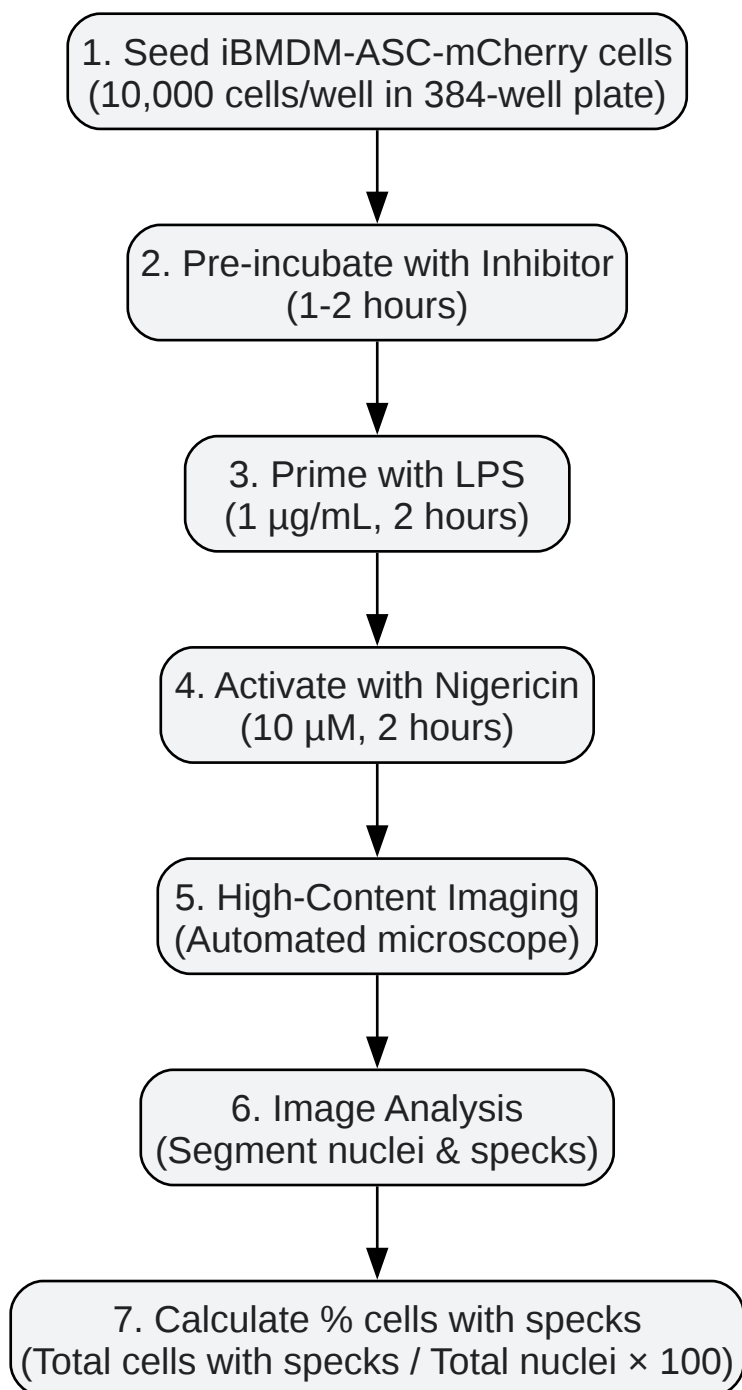 1. Seed iBMDM-ASC-mCherry cells
(10,000 cells/well in 384-well plate)
2. Pre-incubate with Inhibitor
(1-2 hours)
3. Prime with LPS
(1 µg/mL, 2 hours)
4. Activate with Nigericin
(10 µM, 2 hours)
5. High-Content Imaging
(Automated microscope)
6. Image Analysis
(Segment nuclei & specks)
7. Calculate % cells with specks
(Total cells with specks / Total nuclei × 100)